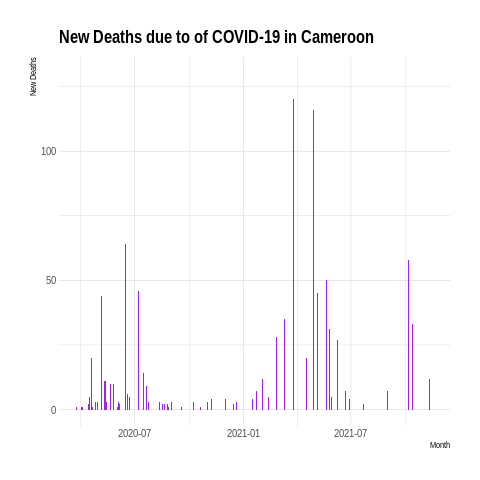 New Deaths due to of COVID-19 in Cameroon
New Deaths
100
50
0
2020-07
2021-01
2021-07
Month